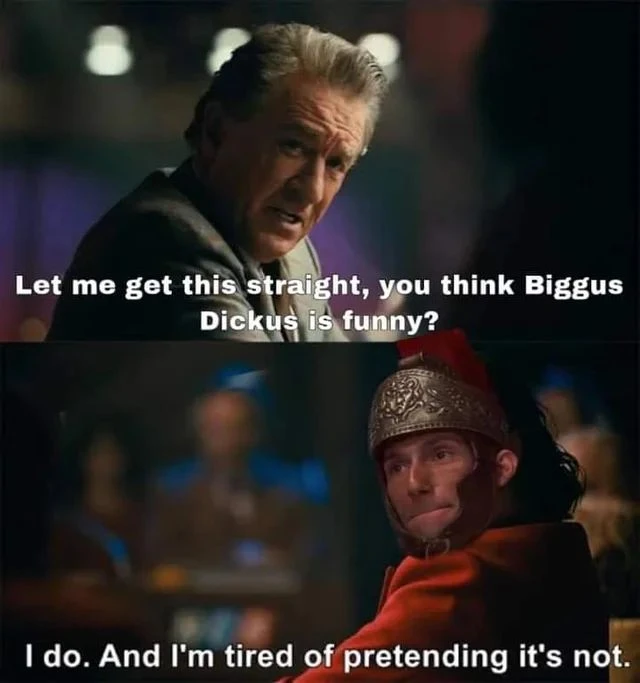 Let me get this straight, you think Biggus
Dickus is funny?
I do. And I'm tired of pretending it's not.